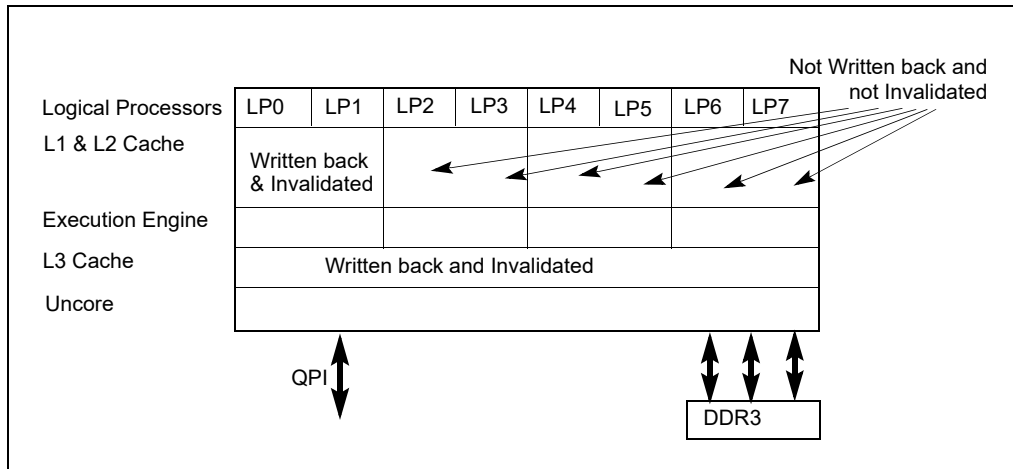 Not Written back and
not Invalidated
Logical Processors LP0 LP1 LP2 LP3 LP4 LP5 LP6 LP7
L1 & L2 Cache
Written back
& Invalidated
Execution Engine
L3 Cache Written back and Invalidated
Uncore
QPI
DDR3